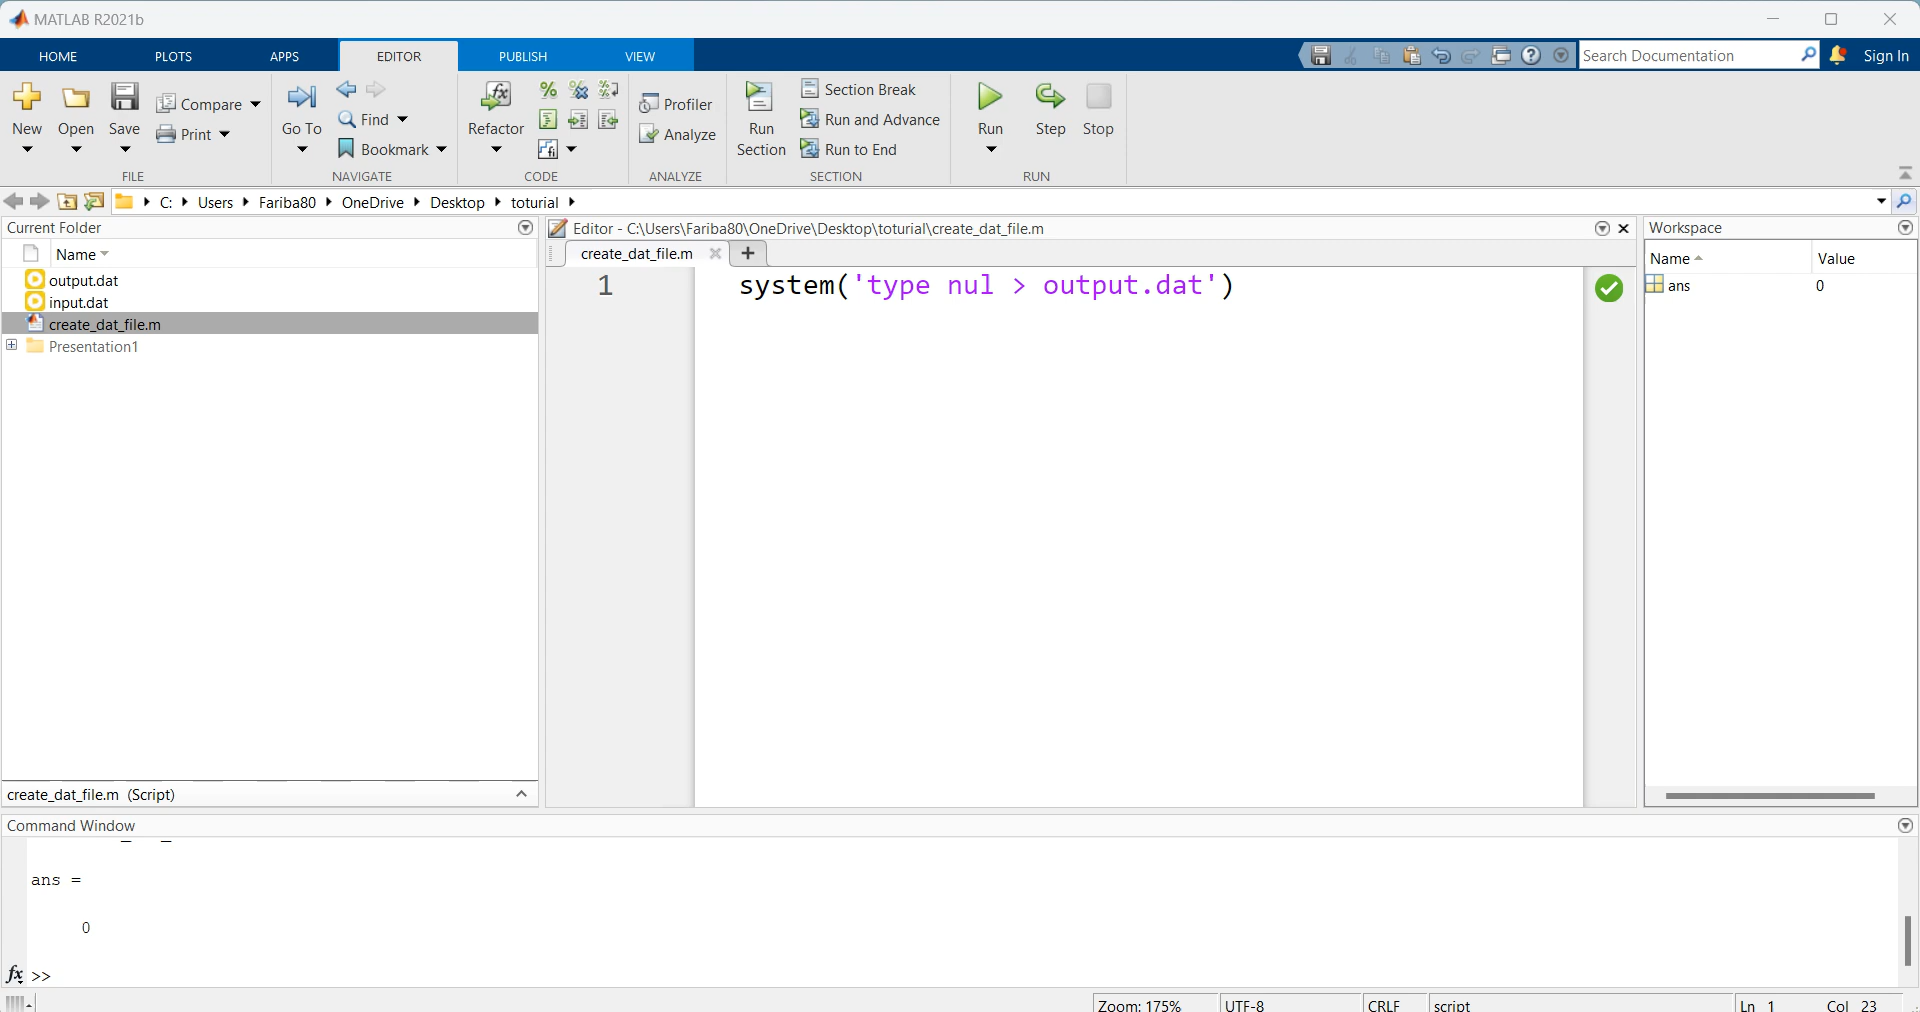 MATLAB R2021b
HOME PLOTS APPS EDITOR PUBLISH VIEW
Search Documentation
Sign In
New Open Save Compare Print
FILE
Go To Find Bookmark
NAVIGATE
Refactor
CODE
Profiler Analyze
ANALYZE
Run Section Section Break Run and Advance Run to End
SECTION
Run Step Stop
RUN
C: Users Fariba80 OneDrive Desktop toturial
Current Folder
Name
output.dat
input.dat
create_dat_file.m
Presentation1
create_dat_file.m (Script)
Editor - C:\Users\Fariba80\OneDrive\Desktop\toturial\create_dat_file.m
create_dat_file.m
1 system('type nul > output.dat')
Workspace
Name Value
ans 0
Command Window
ans =
0
fx >>
Zoom: 175% UTF-8 CRLF script Ln 1 Col 23